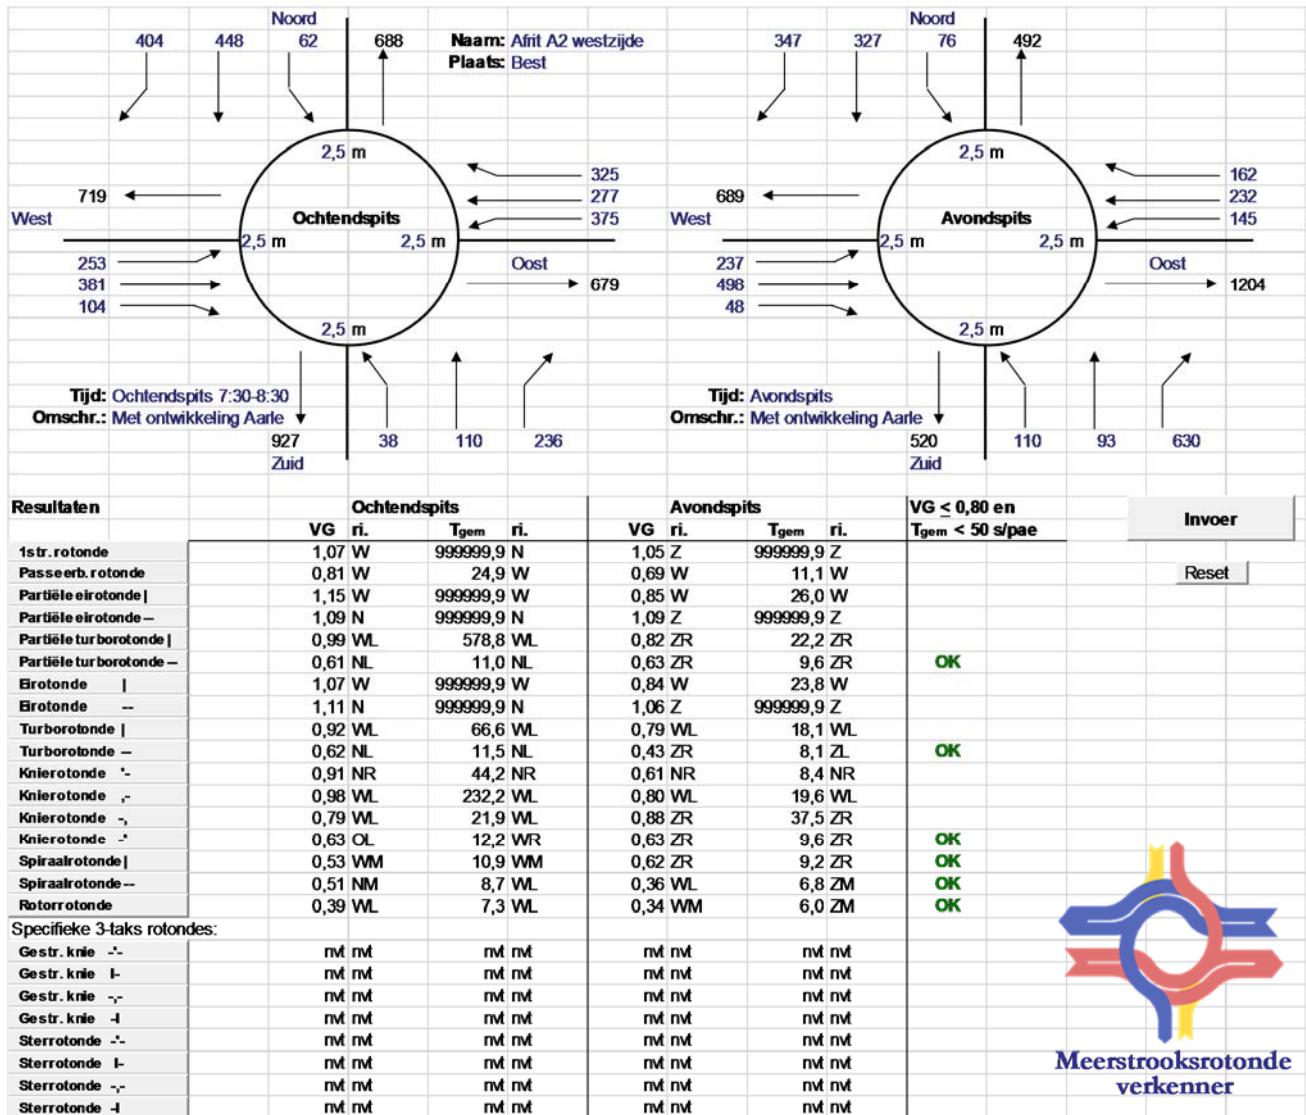 Noord Noord
404 448 62 688 Naam: Afrit A2 westzijde 347 327 76 492
Plaats: Best
2,5 m 2,5 m
325 162
719 277 689 232
West Ochtendspits 375 West Avondspits 145
2,5 m 2,5 m 2,5 m 2,5 m
253 Oost 237 Oost
381 679 498 1204
104 48
2,5 m 2,5 m
Tijd: Ochtendspits 7:30-8:30 Tijd: Avondspits
Omschr.: Met ontwikkeling Aarle Omschr.: Met ontwikkeling Aarle
927 38 110 236 520 110 93 630
Zuid Zuid
Resultaten Ochtendspits Avondspits VG ≤ 0,80 en
VG ri. Tgem ri. VG ri. Tgem ri. Tgem < 50 s/pae
Invoer
1str. rotonde 1,07 W 999999,9 N 1,05 Z 999999,9 Z
Passeerb. rotonde 0,81 W 24,9 W 0,69 W 11,1 W
Reset
Partiële eirotonde | 1,15 W 999999,9 W 0,85 W 26,0 W
Partiële eirotonde -- 1,09 N 999999,9 N 1,09 Z 999999,9 Z
Partiële turborotonde | 0,99 WL 578,8 WL 0,82 ZR 22,2 ZR
Partiële turborotonde -- 0,61 NL 11,0 NL 0,63 ZR 9,6 ZR OK
Eirotonde | 1,07 W 999999,9 W 0,84 W 23,8 W
Eirotonde -- 1,11 N 999999,9 N 1,06 Z 999999,9 Z
Turborotonde | 0,92 WL 66,6 WL 0,79 WL 18,1 WL
Turborotonde -- 0,62 NL 11,5 NL 0,43 ZR 8,1 ZL OK
Knierotonde '- 0,91 NR 44,2 NR 0,61 NR 8,4 NR
Knierotonde ,- 0,98 WL 232,2 WL 0,80 WL 19,6 WL
Knierotonde -, 0,79 WL 21,9 WL 0,88 ZR 37,5 ZR
Knierotonde -' 0,63 OL 12,2 WR 0,63 ZR 9,6 ZR OK
Spiraalrotonde | 0,53 WM 10,9 WM 0,62 ZR 9,2 ZR OK
Spiraalrotonde -- 0,51 NM 8,7 WL 0,36 WL 6,8 ZM OK
Rotorrotonde 0,39 WL 7,3 WL 0,34 WM 6,0 ZM OK
Specifieke 3-taks rotondes:
Gestr. knie -'- nvt nvt nvt nvt nvt nvt nvt nvt
Gestr. knie I- nvt nvt nvt nvt nvt nvt nvt nvt
Gestr. knie -,- nvt nvt nvt nvt nvt nvt nvt nvt
Gestr. knie -I nvt nvt nvt nvt nvt nvt nvt nvt
Sterrotonde -'- nvt nvt nvt nvt nvt nvt nvt nvt
Sterrotonde I- nvt nvt nvt nvt nvt nvt nvt nvt
Sterrotonde -,- nvt nvt nvt nvt nvt nvt nvt nvt
Sterrotonde -I nvt nvt nvt nvt nvt nvt nvt nvt
Meerstrooksrotonde
verkenner